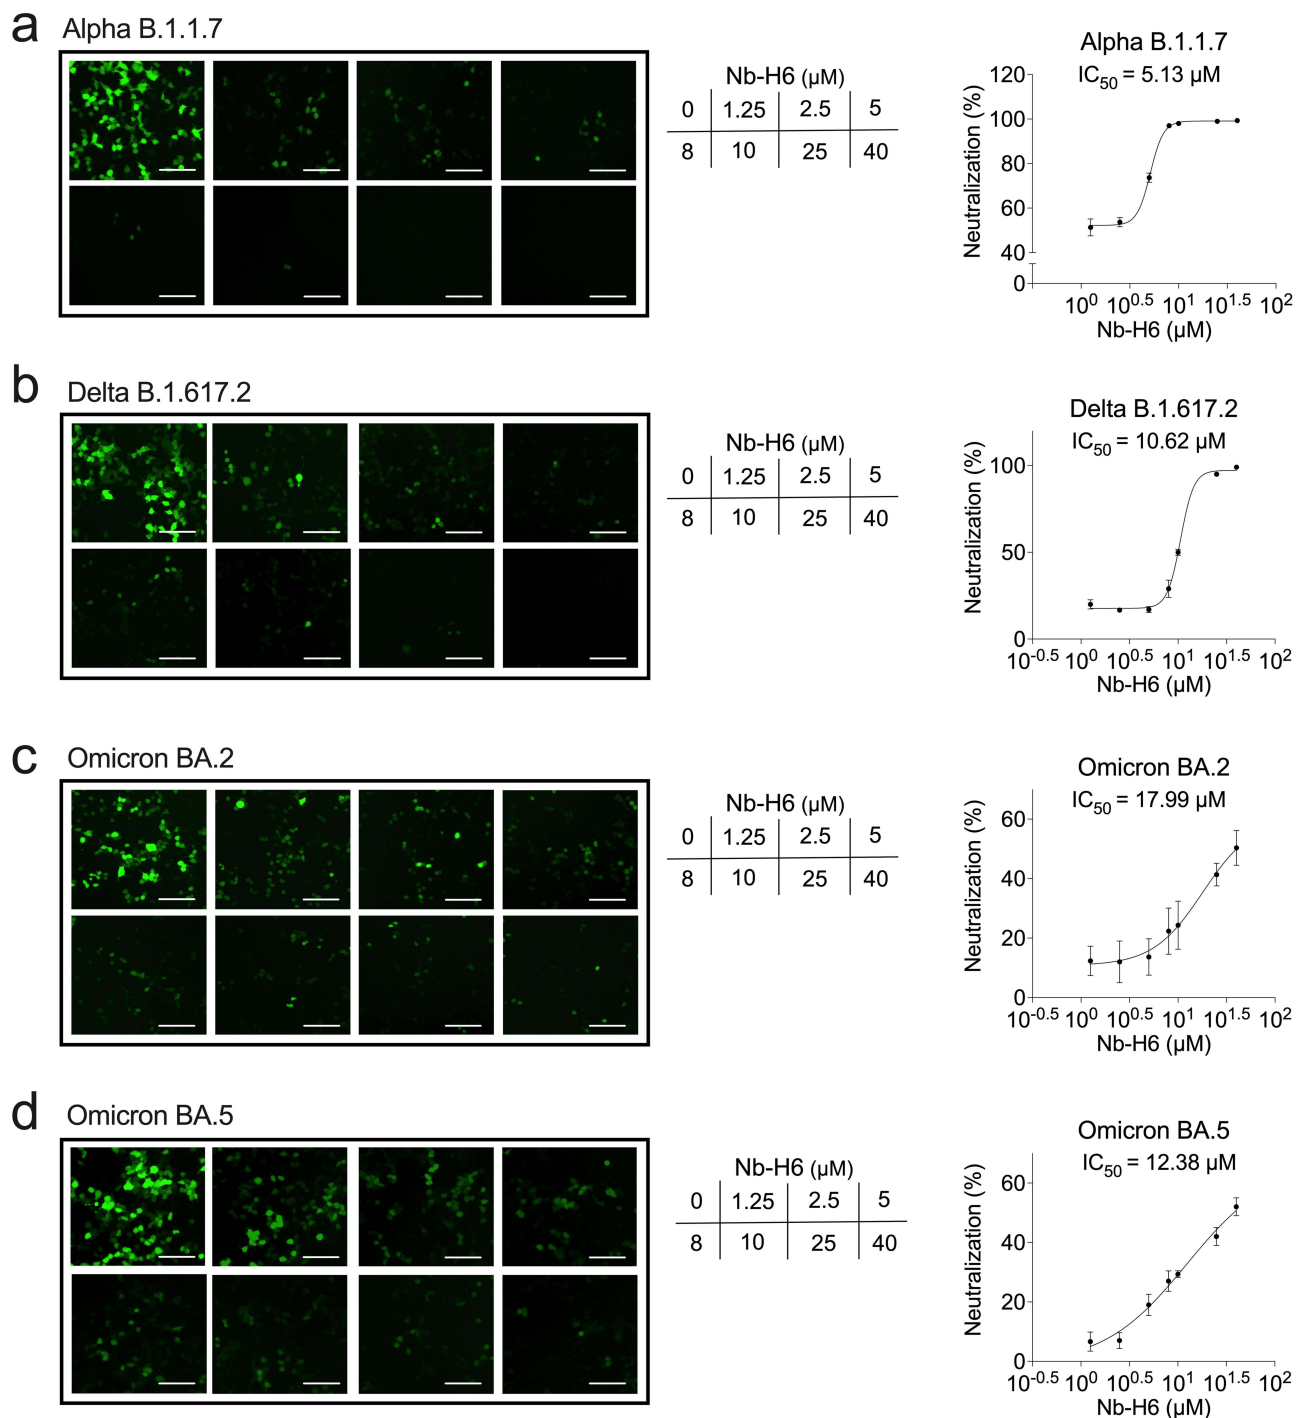 a Alpha B.1.1.7
Nb-H6 (µM)
0 1.25 2.5 5
8 10 25 40
Alpha B.1.1.7
IC50 = 5.13 µM
Neutralization (%)
120
100
80
60
40
0
10^0 10^0.5 10^1 10^1.5 10^2
Nb-H6 (µM)
b Delta B.1.617.2
Nb-H6 (µM)
0 1.25 2.5 5
8 10 25 40
Delta B.1.617.2
IC50 = 10.62 µM
Neutralization (%)
100
50
0
10^-0.5 10^0 10^0.5 10^1 10^1.5 10^2
Nb-H6 (µM)
c Omicron BA.2
Nb-H6 (µM)
0 1.25 2.5 5
8 10 25 40
Omicron BA.2
IC50 = 17.99 µM
Neutralization (%)
60
40
20
0
10^-0.5 10^0 10^0.5 10^1 10^1.5 10^2
Nb-H6 (µM)
d Omicron BA.5
Nb-H6 (µM)
0 1.25 2.5 5
8 10 25 40
Omicron BA.5
IC50 = 12.38 µM
Neutralization (%)
60
40
20
0
10^-0.5 10^0 10^0.5 10^1 10^1.5 10^2
Nb-H6 (µM)